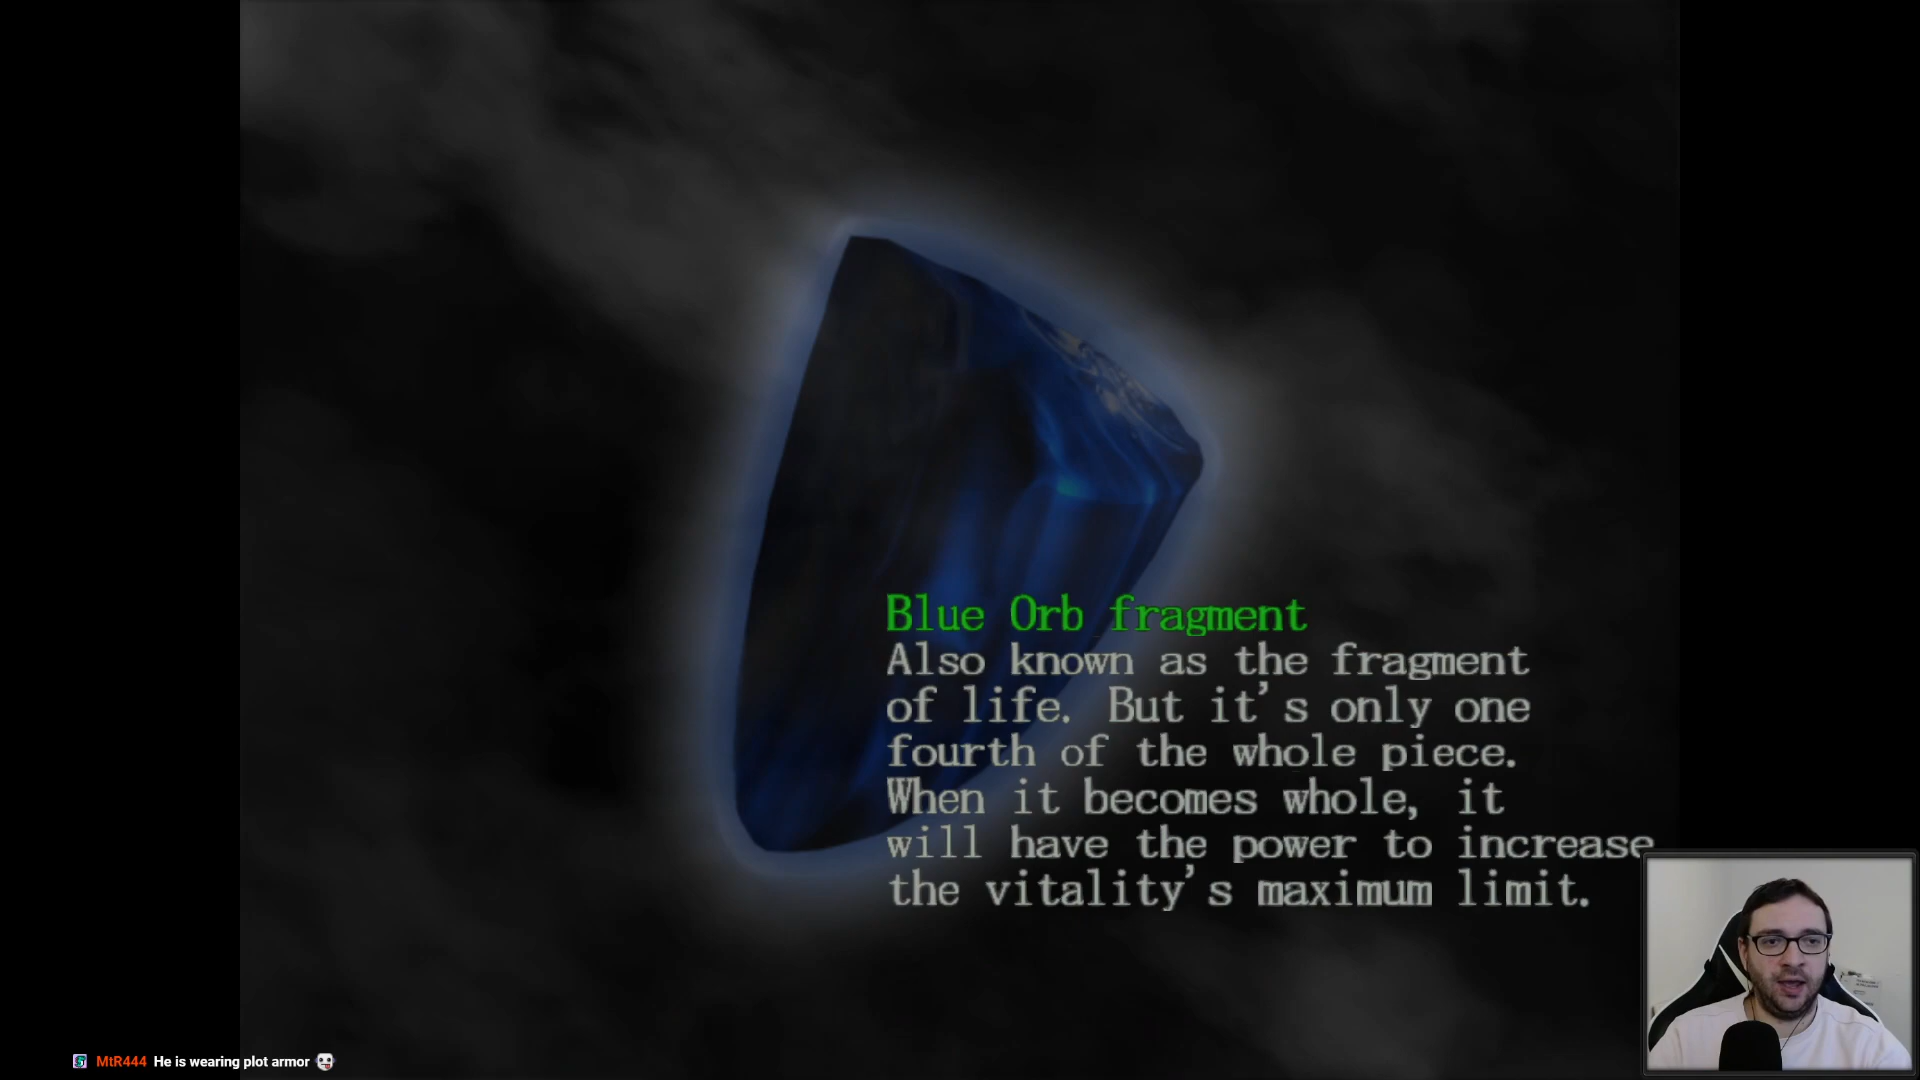 Blue Orb fragment
Also known as the fragment
of life. But it's only one
fourth of the whole piece.
When it becomes whole, it
will have the power to increase
the vitality's maximum limit.
MtR444 He is wearing plot armor